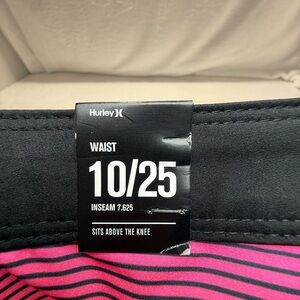 Hurley
WAIST
10/25
INSEAM 7.625
SITS ABOVE THE KNEE